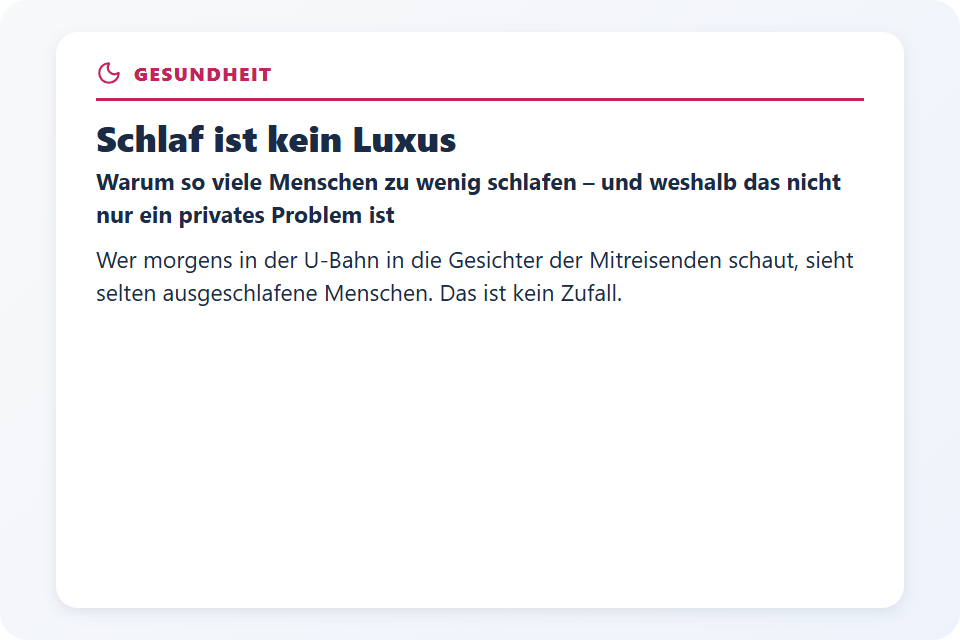 GESUNDHEIT
Schlaf ist kein Luxus
Warum so viele Menschen zu wenig schlafen – und weshalb das nicht
nur ein privates Problem ist
Wer morgens in der U-Bahn in die Gesichter der Mitreisenden schaut, sieht
selten ausgeschlafene Menschen. Das ist kein Zufall.